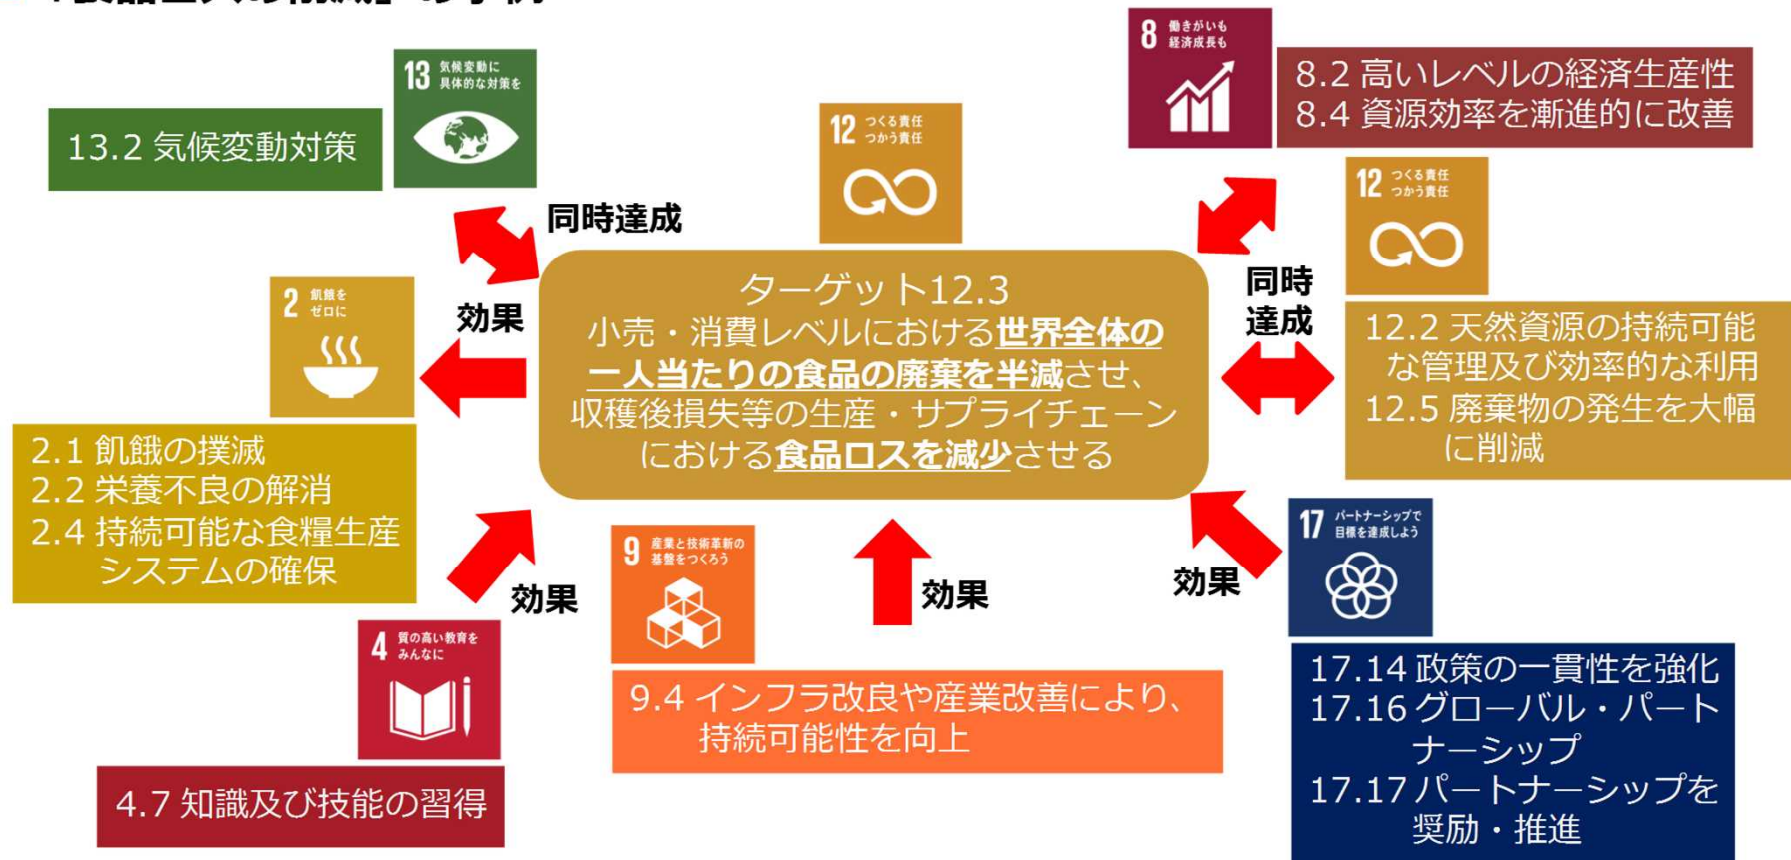 「食品ロスの削減」の事例
13 気候変動に
具体的な対策を
13.2 気候変動対策
12 つくる責任
つかう責任
8 働きがいも
経済成長も
8.2 高いレベルの経済生産性
8.4 資源効率を漸進的に改善
12 つくる責任
つかう責任
同時達成
同時
達成
2 飢餓を
ゼロに
効果
ターゲット12.3
小売・消費レベルにおける世界全体の
一人当たりの食品の廃棄を半減させ、
収穫後損失等の生産・サプライチェーン
における食品ロスを減少させる
12.2 天然資源の持続可能
な管理及び効率的な利用
12.5 廃棄物の発生を大幅
に削減
2.1 飢餓の撲滅
2.2 栄養不良の解消
2.4 持続可能な食糧生産
システムの確保
効果
4 質の高い教育を
みんなに
4.7 知識及び技能の習得
9 産業と技術革新の
基盤をつくろう
効果
9.4 インフラ改良や産業改善により、
持続可能性を向上
効果
17 パートナーシップで
目標を達成しよう
17.14 政策の一貫性を強化
17.16 グローバル・パート
ナーシップ
17.17 パートナーシップを
奨励・推進